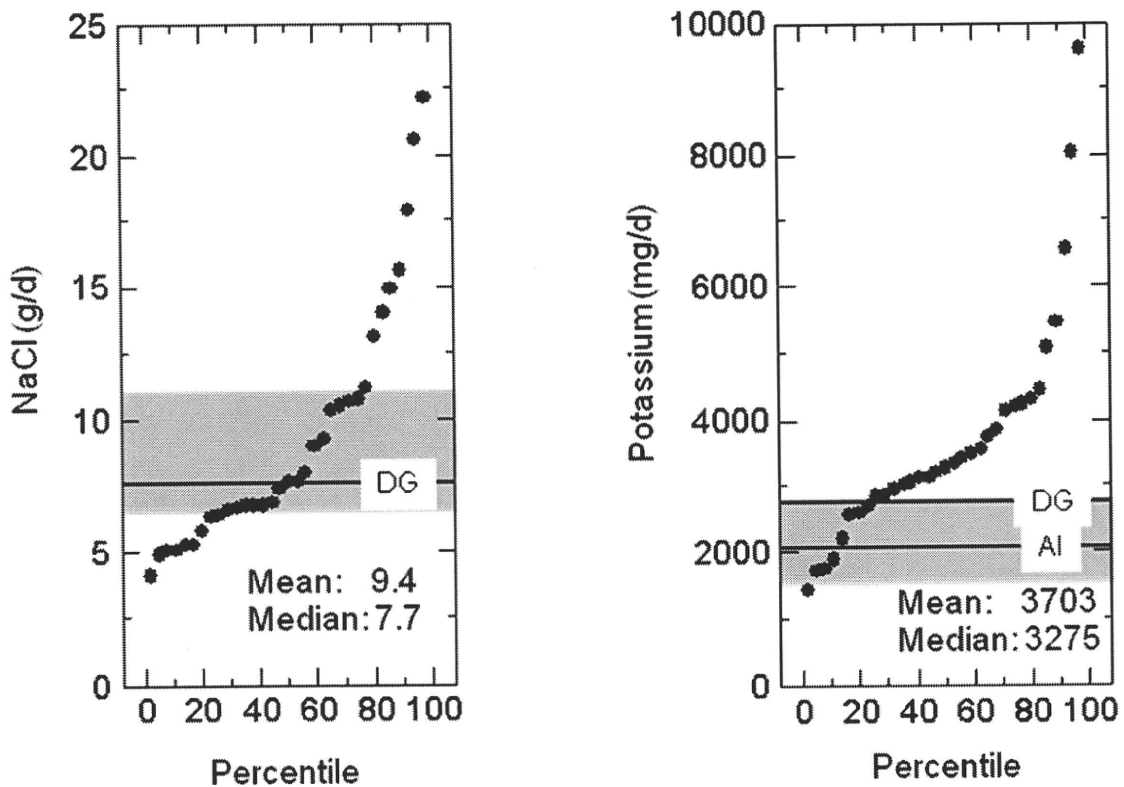 NaCl (g/d)
25
20
15
10
5
0
DG
Mean: 9.4
Median: 7.7
0 20 40 60 80 100
Percentile
Potassium (mg/d)
10000
8000
6000
4000
2000
0
DG
AI
Mean: 3703
Median: 3275
0 20 40 60 80 100
Percentile